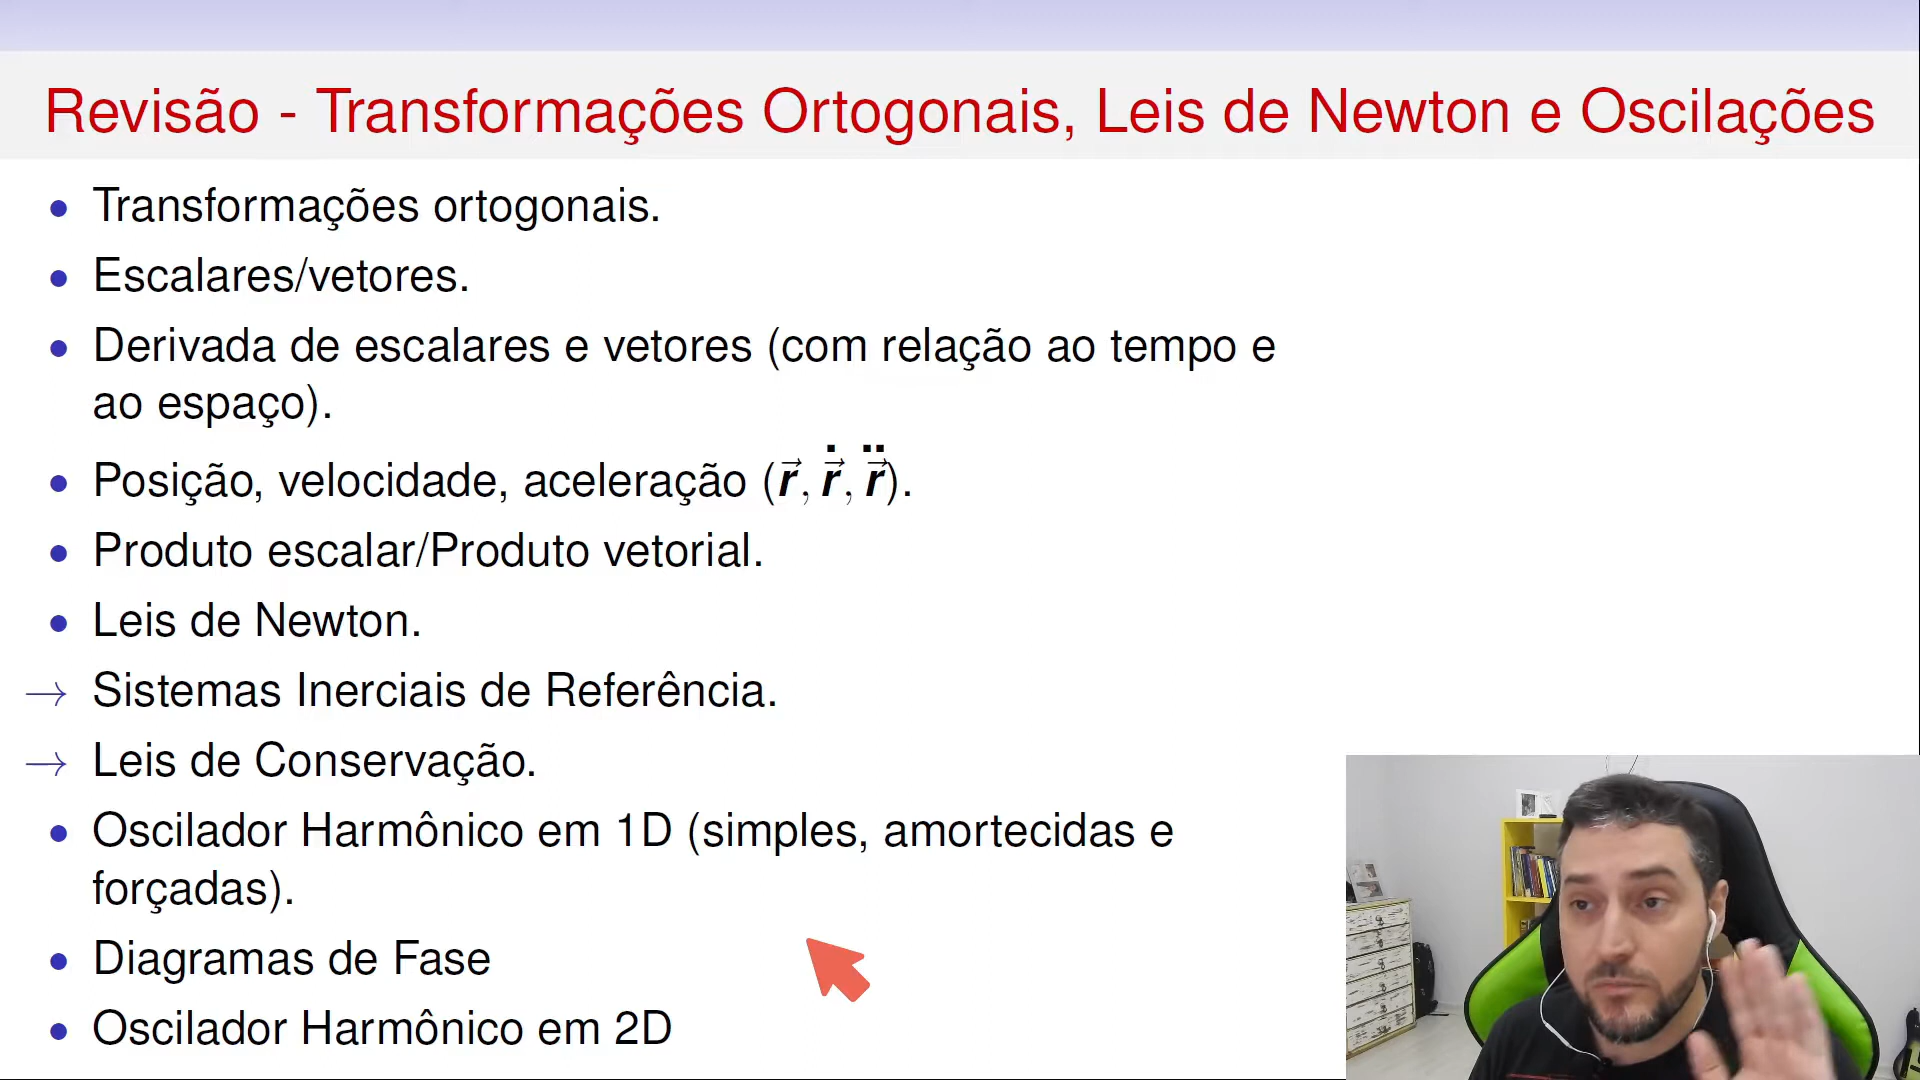 Revisão - Transformações Ortogonais, Leis de Newton e Oscilações
• Transformações ortogonais.
• Escalares/vetores.
• Derivada de escalares e vetores (com relação ao tempo e
ao espaço).
• Posição, velocidade, aceleração (r⃗, ṙ⃗, r̈⃗).
• Produto escalar/Produto vetorial.
• Leis de Newton.
→ Sistemas Inerciais de Referência.
→ Leis de Conservação.
• Oscilador Harmônico em 1D (simples, amortecidas e
forçadas).
• Diagramas de Fase
• Oscilador Harmônico em 2D